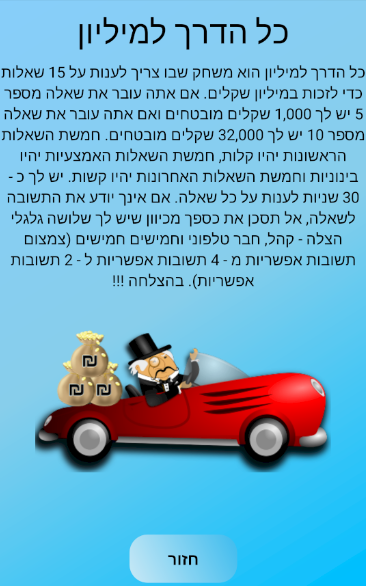 כל הדרך למיליון
כל הדרך למיליון הוא משחק שבו צריך לענות על 15 שאלות
כדי לזכות במיליון שקלים. אם אתה עובר את שאלה מספר
5 יש לך 1,000 שקלים מובטחים ואם אתה עובר את שאלה
מספר 10 יש לך 32,000 שקלים מובטחים. חמשת השאלות
הראשונות יהיו קלות, חמשת השאלות האמצעיות יהיו
בינוניות וחמשת השאלות האחרונות יהיו קשות. יש לך כ -
30 שניות לענות על כל שאלה. אם אינך יודע את התשובה
לשאלה, אל תסכן את כספך מכיוון שיש לך שלושה גלגלי
הצלה - קהל, חבר טלפוני וחמישים חמישים (צמצום
תשובות אפשריות מ - 4 תשובות אפשריות ל - 2 תשובות
אפשריות). בהצלחה !!!
₪
₪ ₪
חזור